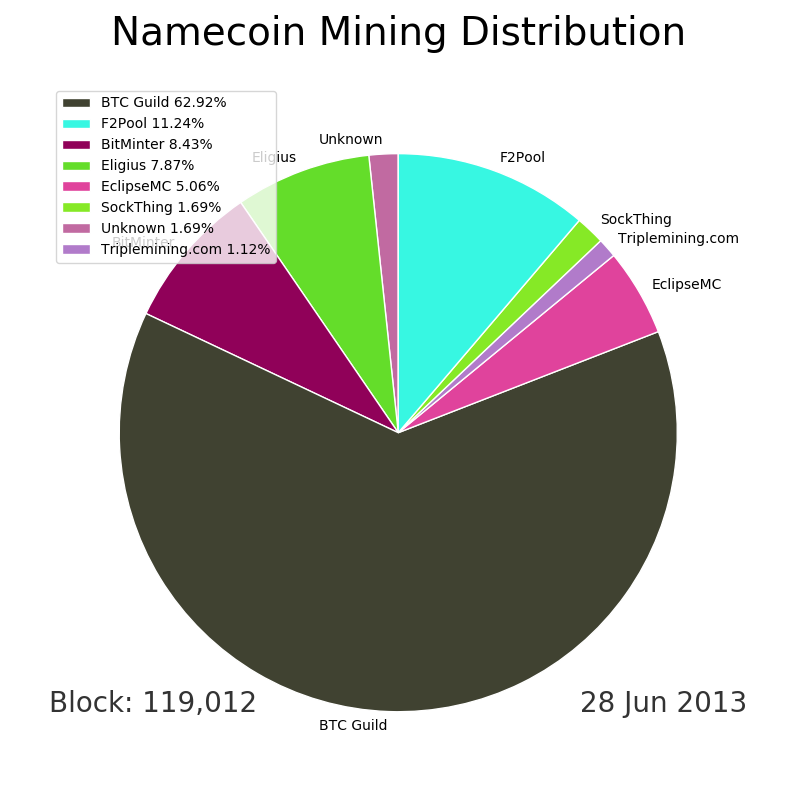 Namecoin Mining Distribution
BTC Guild 62.92%
F2Pool 11.24%
BitMinter 8.43%
Eligius 7.87%
EclipseMC 5.06%
SockThing 1.69%
Unknown 1.69%
Triplemining.com 1.12%
Unknown
Eligius
F2Pool
SockThing
Triplemining.com
BitMinter
EclipseMC
Block: 119,012
28 Jun 2013
BTC Guild